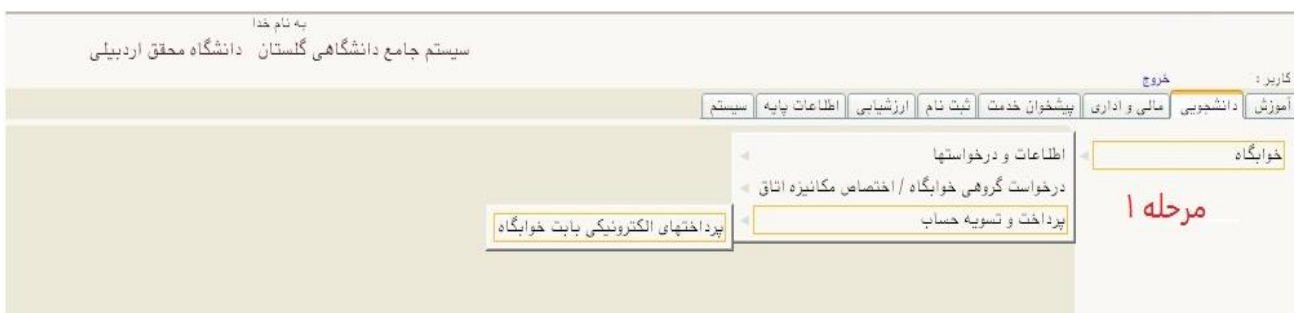 به نام خدا
سیستم جامع دانشگاهی گلستان دانشگاه محقق اردبیلی
کاربر : خروج
آموزش دانشجویی مالی و اداری پیشخوان خدمت ثبت نام ارزشیابی اطلاعات پایه سیستم
خوابگاه
اطلاعات و درخواستها
درخواست گروهی خوابگاه / اختصاص مکانیزه اتاق
پرداخت و تسویه حساب
پرداختهای الکترونیکی بابت خوابگاه
مرحله ۱